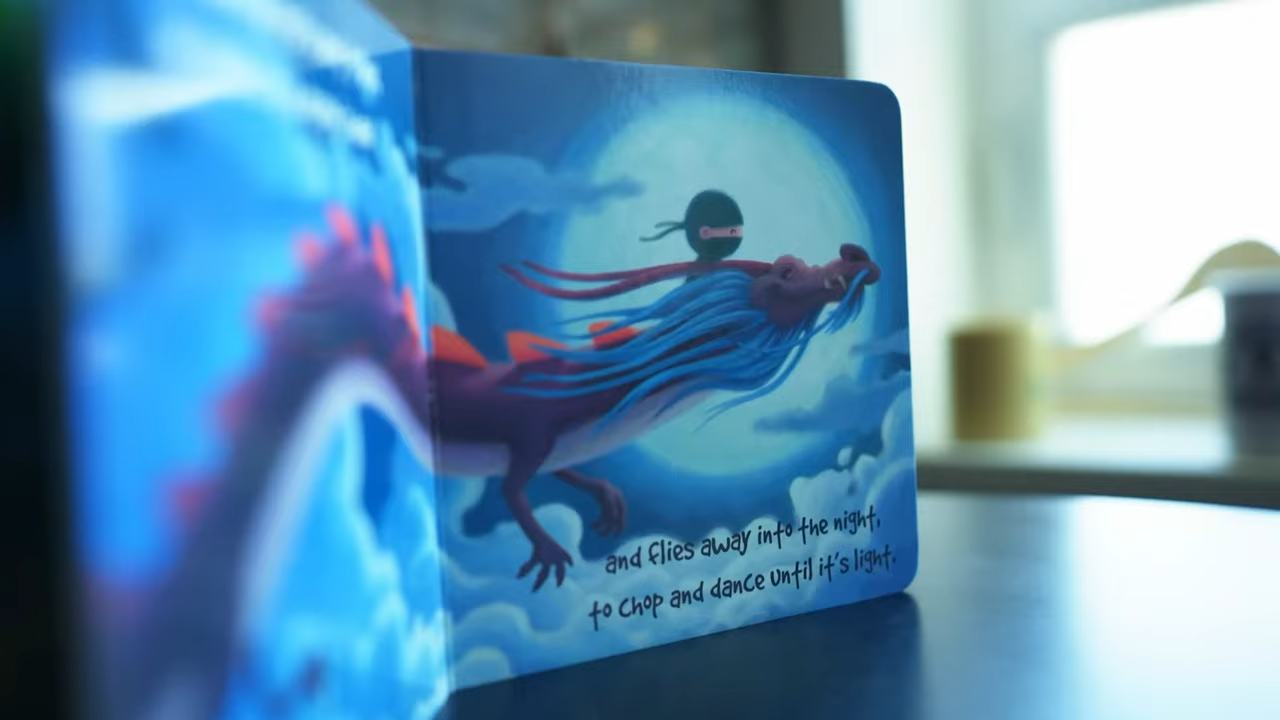 and flies away into the night,
to chop and dance until it's light.